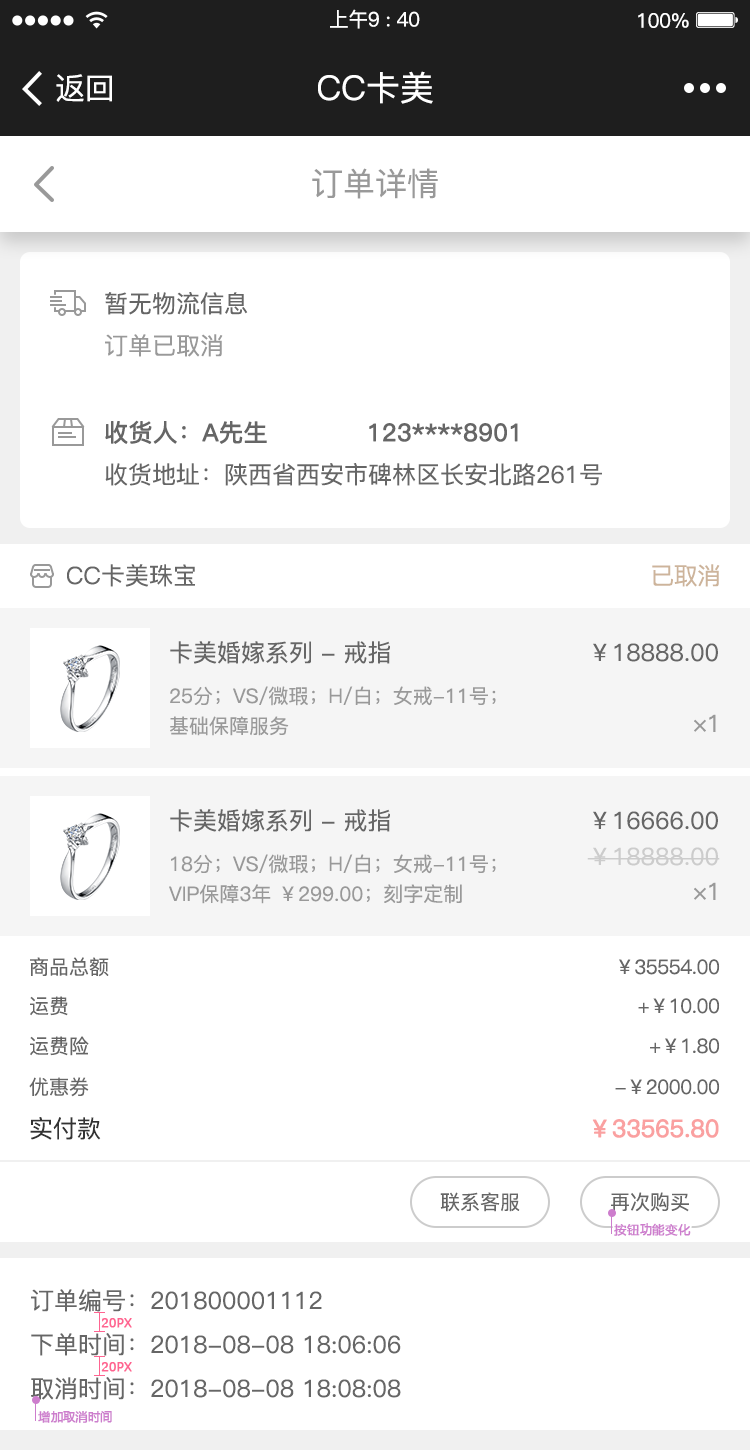 上午9 : 40
100%
返回
CC卡美
订单详情
暂无物流信息
订单已取消
收货人：A先生 123****8901
收货地址：陕西省西安市碑林区长安北路261号
CC卡美珠宝
已取消
卡美婚嫁系列 – 戒指
￥18888.00
25分；VS/微瑕；H/白；女戒–11号；
基础保障服务
×1
卡美婚嫁系列 – 戒指
￥16666.00
￥18888.00
18分；VS/微瑕；H/白；女戒–11号；
VIP保障3年 ￥299.00；刻字定制
×1
商品总额 ￥35554.00
运费 +￥10.00
运费险 +￥1.80
优惠券 –￥2000.00
实付款 ￥33565.80
联系客服
再次购买
按钮功能变化
订单编号：201800001112
20PX
下单时间：2018–08–08 18:06:06
20PX
取消时间：2018–08–08 18:08:08
增加取消时间